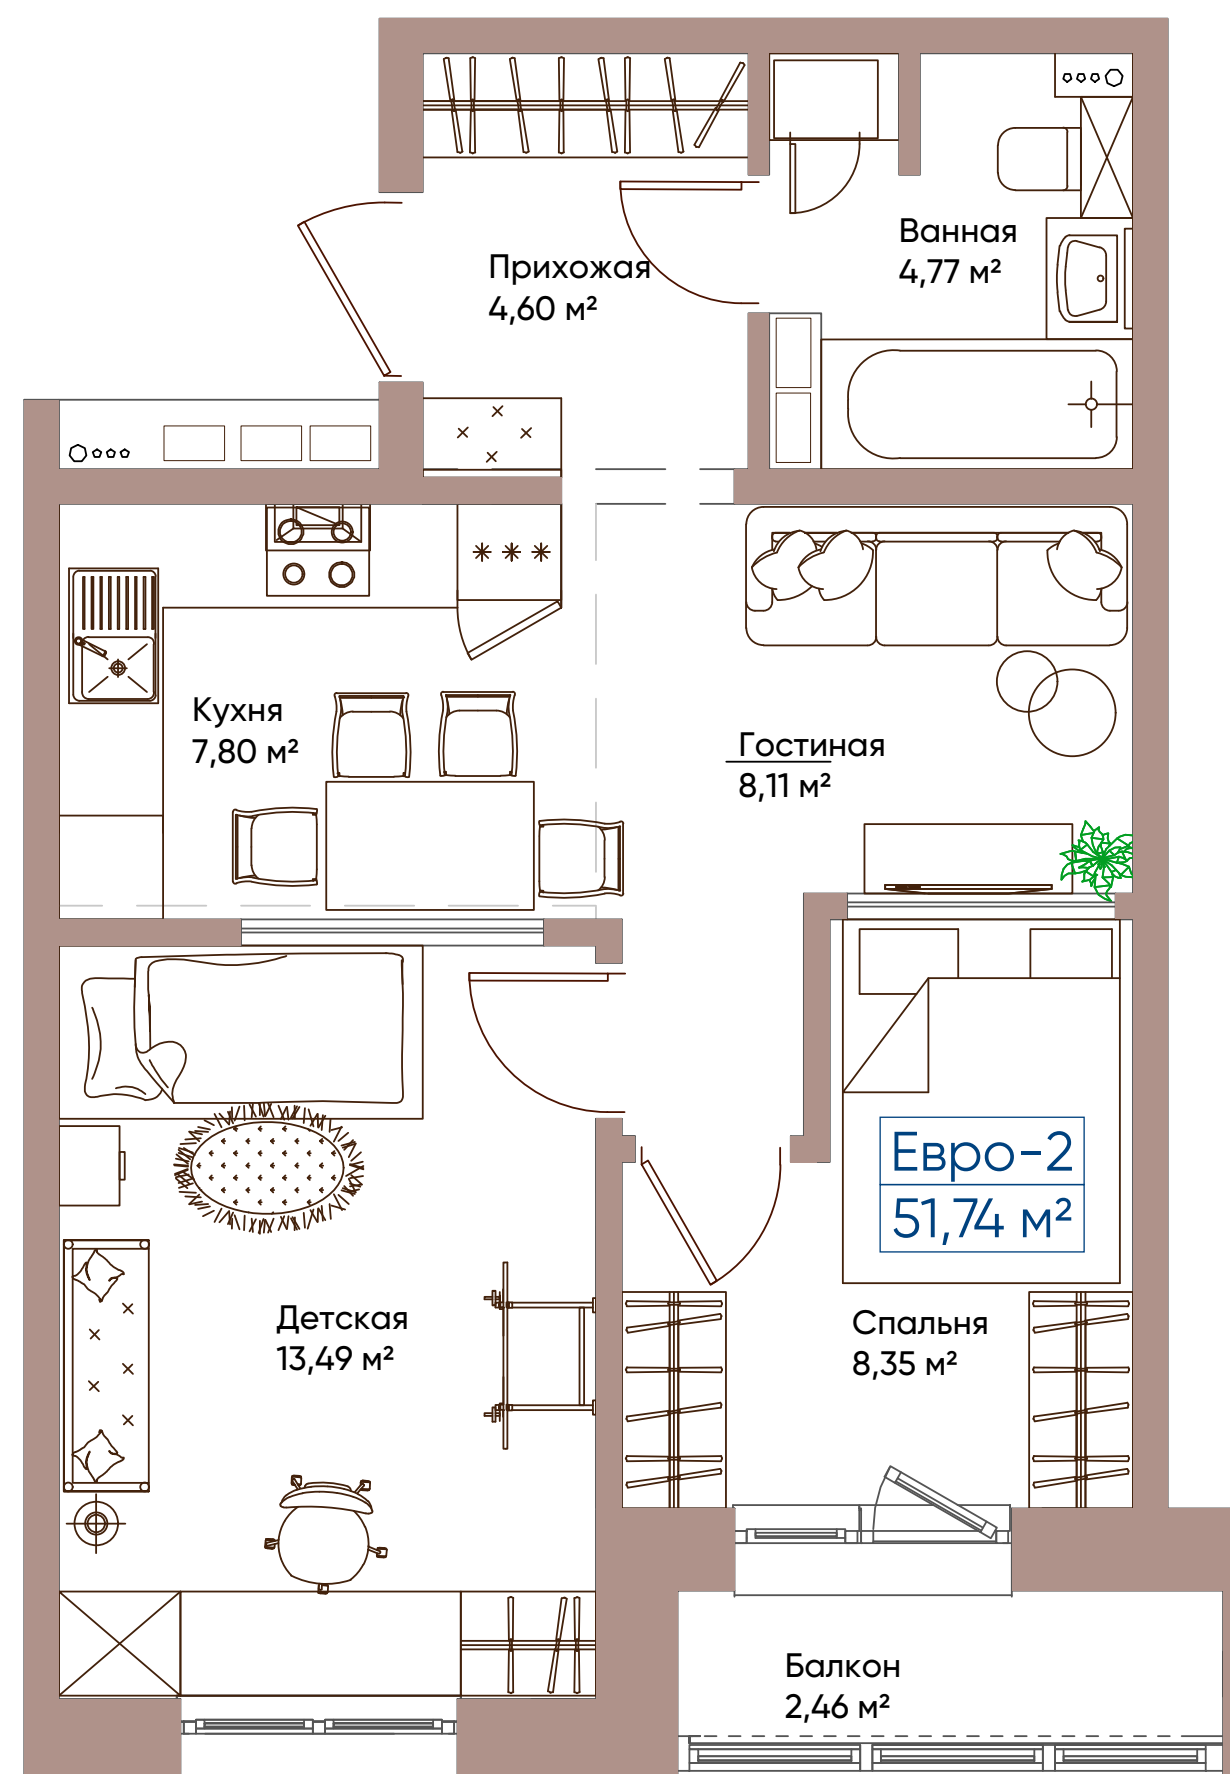 Ванная
4,77 м²
Прихожая
4,60 м²
Кухня
7,80 м²
Гостиная
8,11 м²
Евро-2
51,74 м²
Детская
13,49 м²
Спальня
8,35 м²
Балкон
2,46 м²